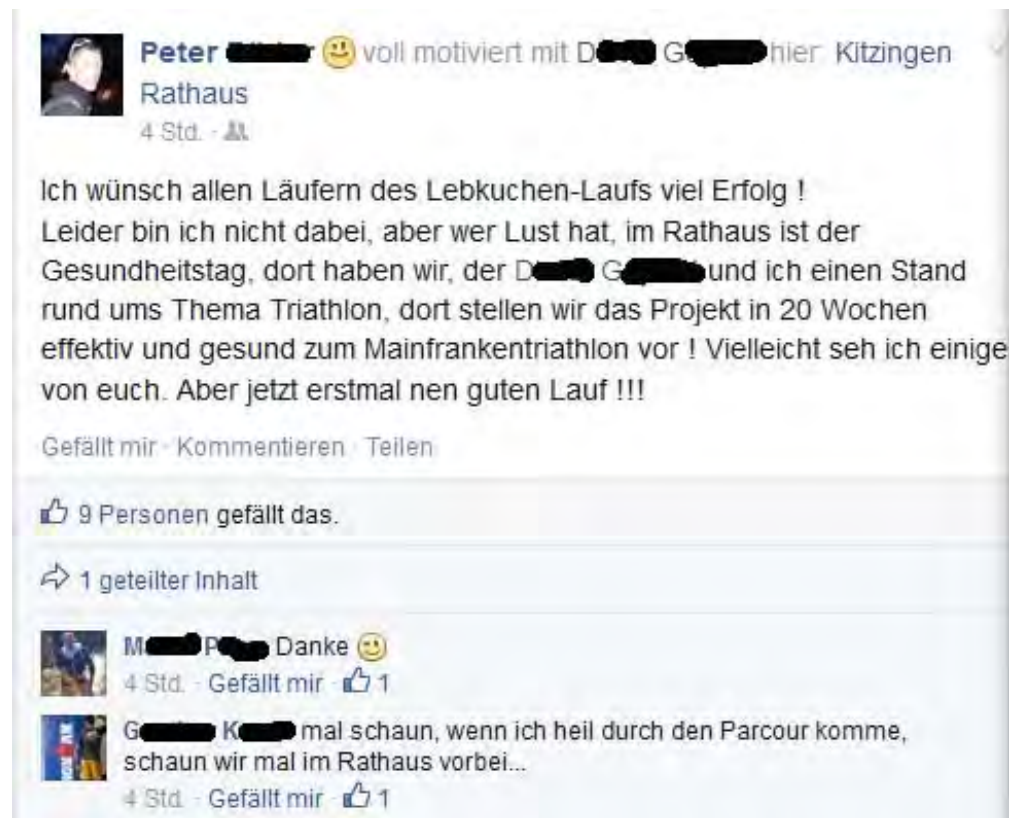 Peter voll motiviert mit D G hier: Kitzingen
Rathaus
4 Std. ·
Ich wünsch allen Läufern des Lebkuchen-Laufs viel Erfolg !
Leider bin ich nicht dabei, aber wer Lust hat, im Rathaus ist der
Gesundheitstag, dort haben wir, der D G und ich einen Stand
rund ums Thema Triathlon, dort stellen wir das Projekt in 20 Wochen
effektiv und gesund zum Mainfrankentriathlon vor ! Vielleicht seh ich einige
von euch. Aber jetzt erstmal nen guten Lauf !!!
Gefällt mir · Kommentieren · Teilen
9 Personen gefällt das.
1 geteilter Inhalt
M P Danke
4 Std. · Gefällt mir · 1
G K mal schaun, wenn ich heil durch den Parcour komme,
schaun wir mal im Rathaus vorbei...
4 Std. · Gefällt mir · 1